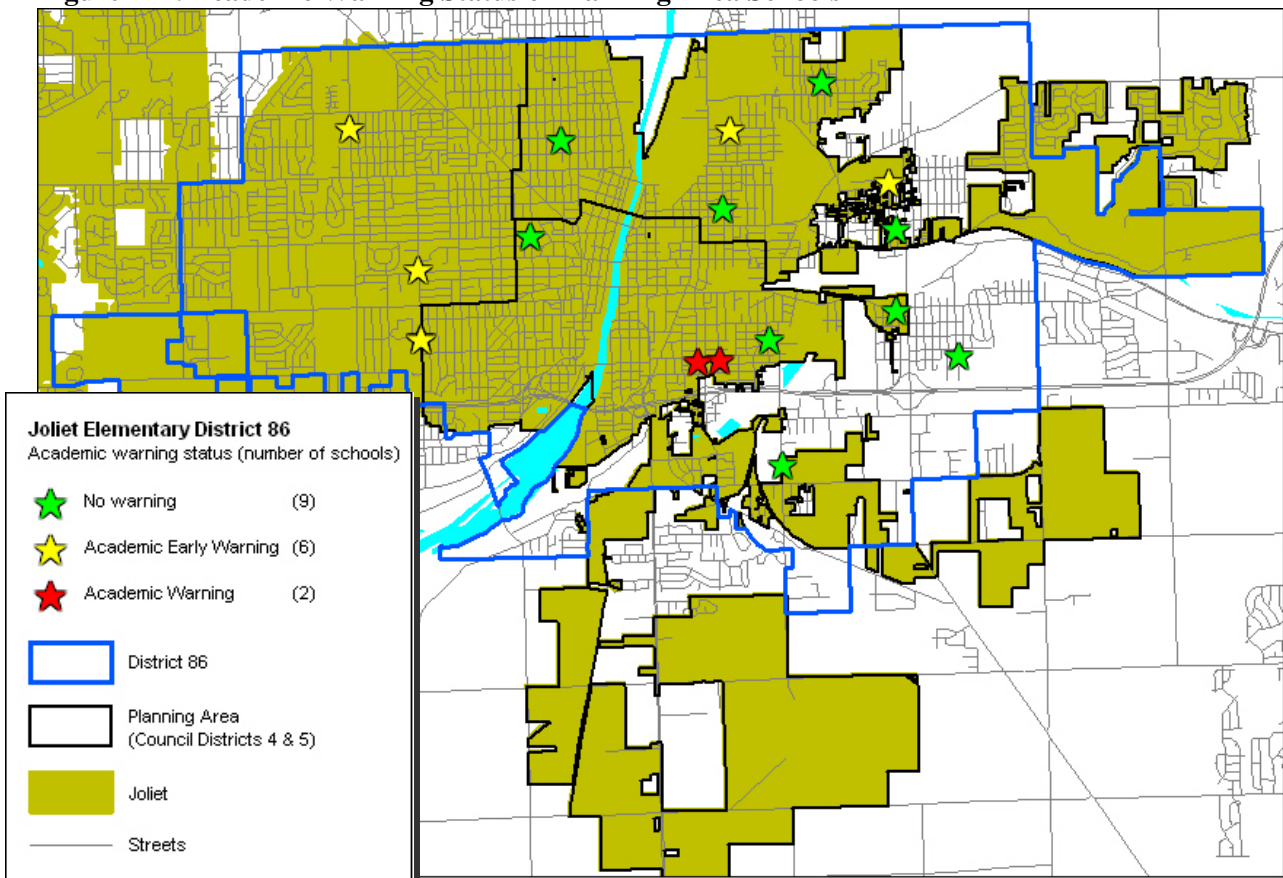 Joliet Elementary District 86
Academic warning status (number of schools)
No warning (9)
Academic Early Warning (6)
Academic Warning (2)
District 86
Planning Area
(Council Districts 4 & 5)
Joliet
Streets